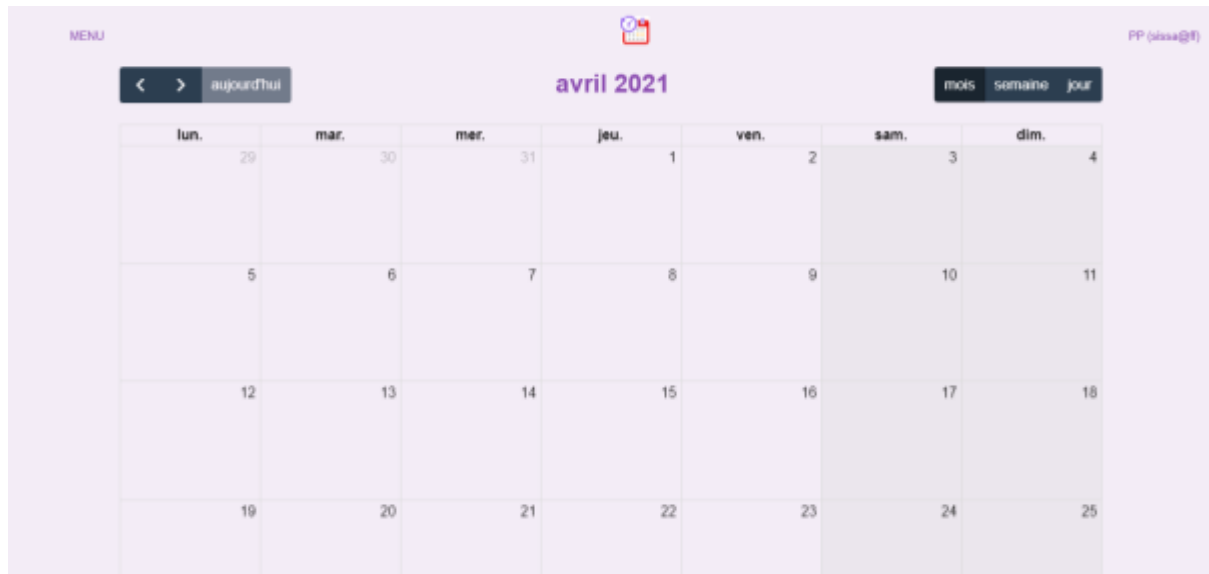 MENU
PP (sissa@ff)
aujourd'hui
avril 2021
mois semaine jour
lun. mar. mer. jeu. ven. sam. dim.
29 30 31 1 2 3 4
5 6 7 8 9 10 11
12 13 14 15 16 17 18
19 20 21 22 23 24 25